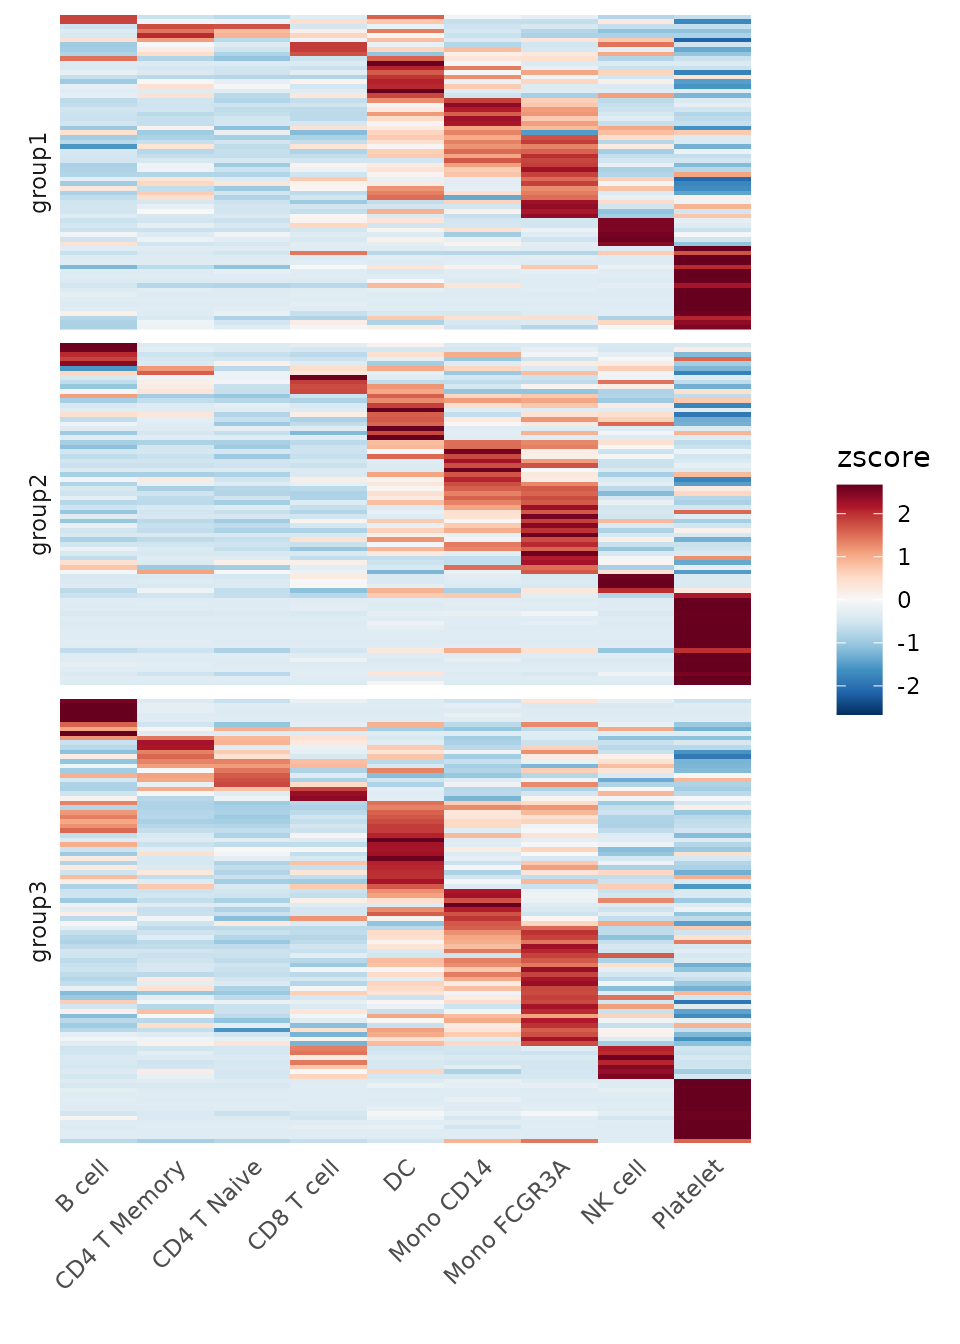 group1
group2
group3
zscore
2
1
0
-1
-2
B cell
CD4 T Memory
CD4 T Naive
CD8 T cell
DC
Mono CD14
Mono FCGR3A
NK cell
Platelet